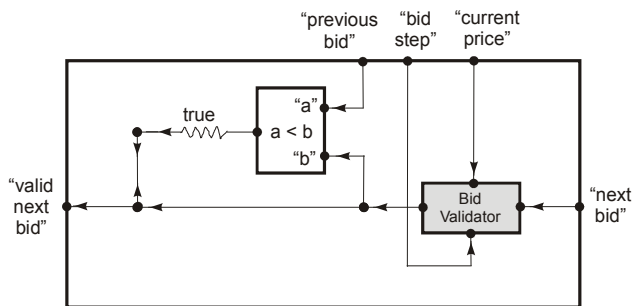 “previous bid”
“bid step”
“current price”
true
“a”
a < b
“b”
“valid next bid”
Bid Validator
“next bid”